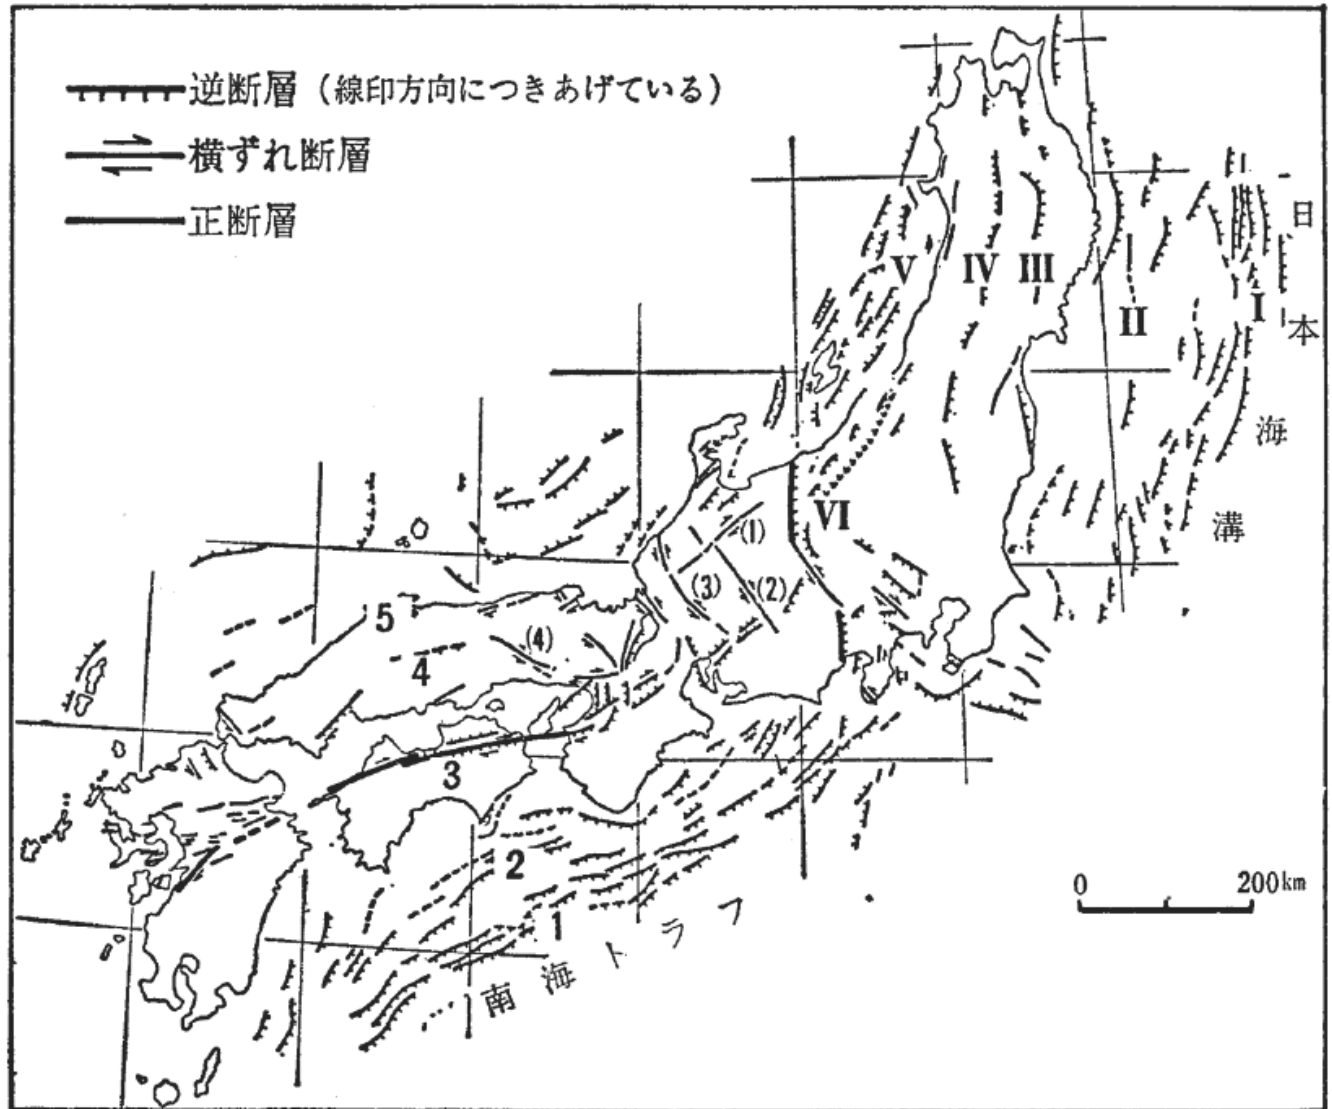 逆断層（線印方向につきあげている）
横ずれ断層
正断層
日本海溝
I
II
III
IV
V
VI
(1)
(2)
(3)
(4)
5
4
3
2
1
南海トラフ
0 200km